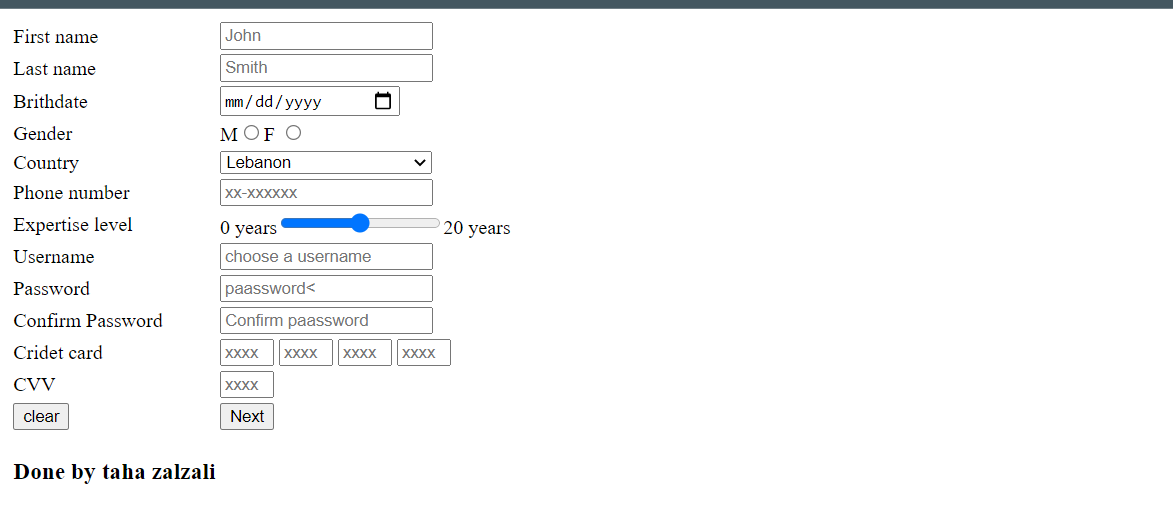 First name John
Last name Smith
Brithdate mm/dd/yyyy
Gender M F
Country Lebanon
Phone number xx-xxxxxx
Expertise level 0 years 20 years
Username choose a username
Password paassword<
Confirm Password Confirm paassword
Cridet card xxxx xxxx xxxx xxxx
CVV xxxx
clear Next
Done by taha zalzali